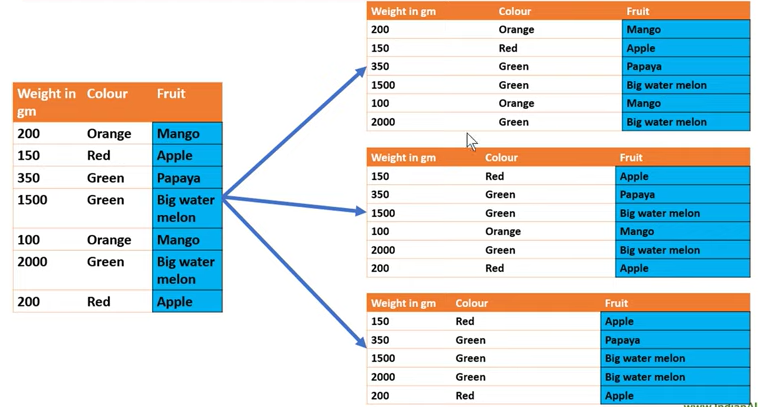 Weight in gm Colour Fruit
200 Orange Mango
150 Red Apple
350 Green Papaya
1500 Green Big water melon
100 Orange Mango
2000 Green Big water melon
Weight in Colour Fruit
gm
200 Orange Mango
150 Red Apple
350 Green Papaya
1500 Green Big water
melon
100 Orange Mango
2000 Green Big water
melon
200 Red Apple
Weight in gm Colour Fruit
150 Red Apple
350 Green Papaya
1500 Green Big water melon
100 Orange Mango
2000 Green Big water melon
200 Red Apple
Weight in gm Colour Fruit
150 Red Apple
350 Green Papaya
1500 Green Big water melon
2000 Green Big water melon
200 Red Apple